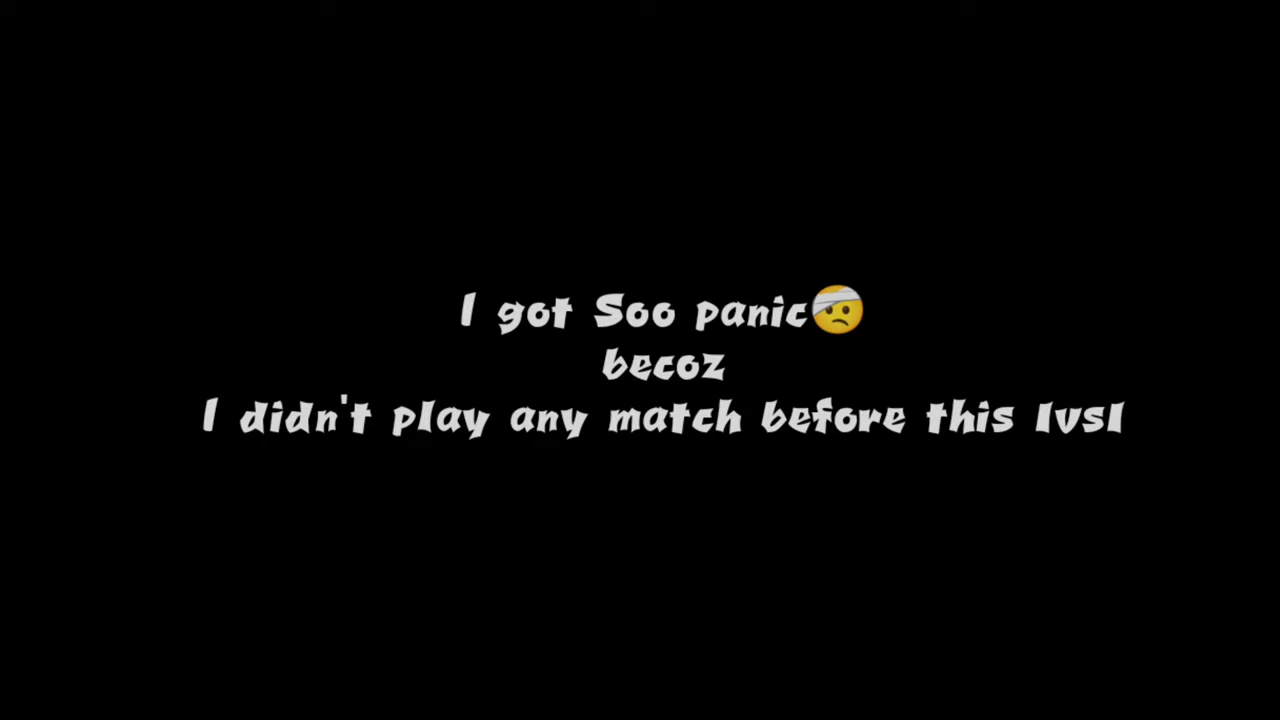 I got Soo panic🤕
becoz
I didn't play any match before this 1vs1